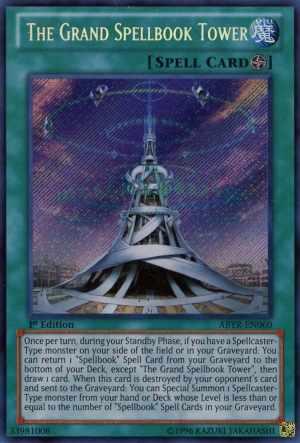 The Grand Spellbook Tower
魔
[Spell Card]
1st Edition
ABYR-EN060
Once per turn, during your Standby Phase, if you have a Spellcaster-
Type monster on your side of the field or in your Graveyard: You
can return 1 "Spellbook" Spell Card from your Graveyard to the
bottom of your Deck, except "The Grand Spellbook Tower", then
draw 1 card. When this card is destroyed by your opponent's card
and sent to the Graveyard: You can Special Summon 1 Spellcaster-
Type monster from your hand or Deck whose Level is less than or
equal to the number of "Spellbook" Spell Cards in your Graveyard.
33981008
©1996 KAZUKI TAKAHASHI